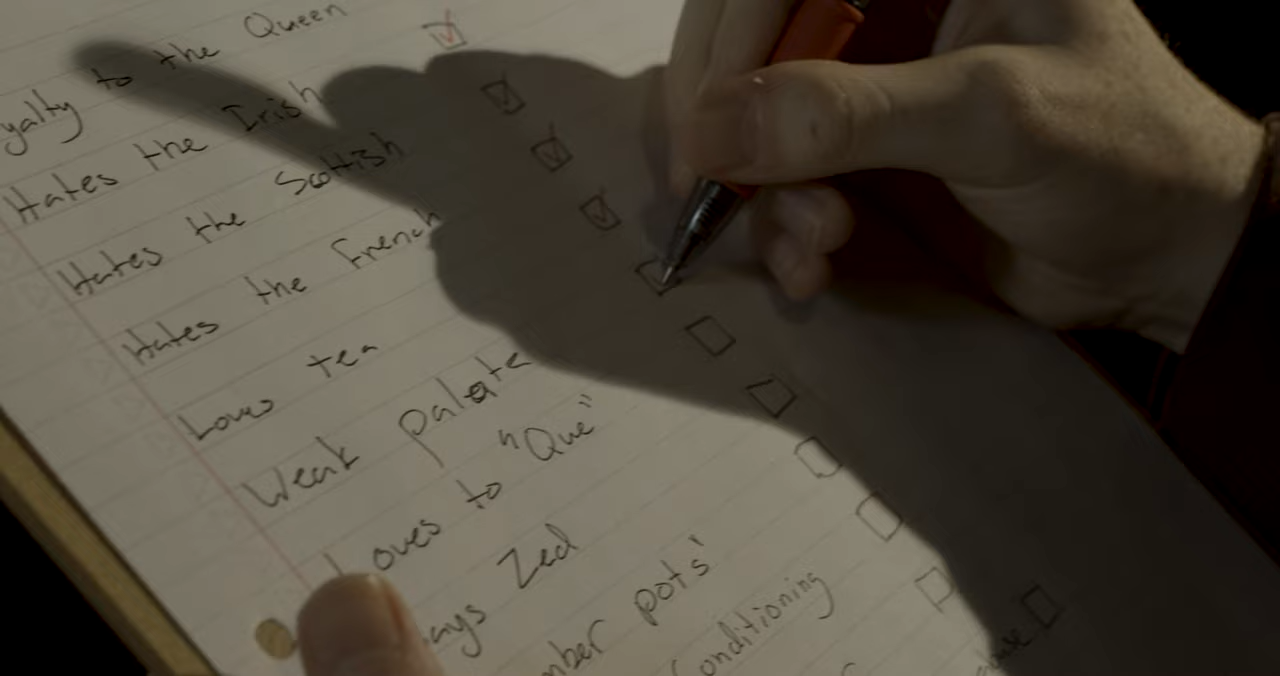 yalty to the Queen
Hates the Irish
Hates the Scottish
Hates the French
Loves tea
Weak palate
Loves to "Que"
ays Zed
mber pots'
Conditioning